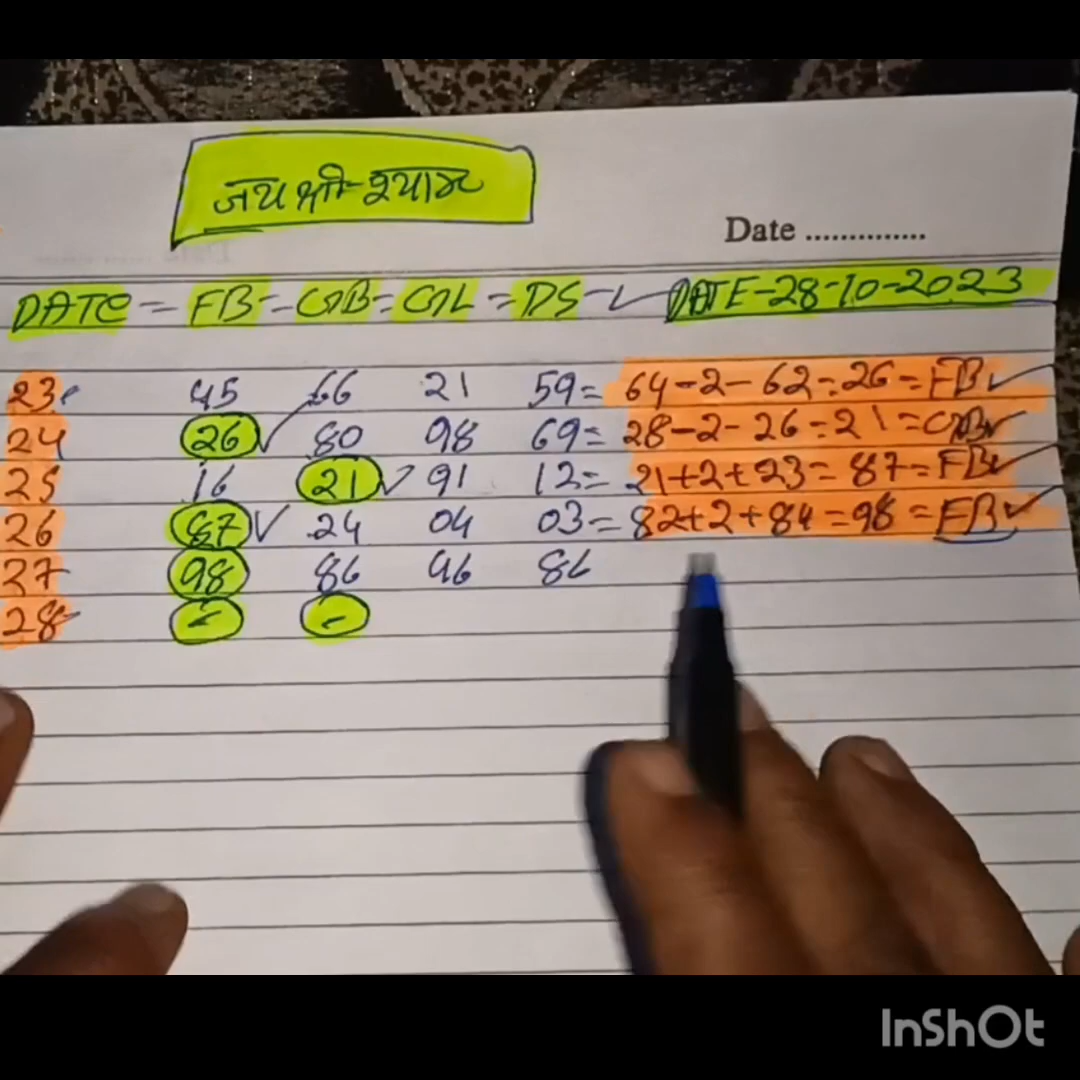 जय श्री श्याम
Date ..............
DATE = FB - GB = GL = DS - ✓ DATE-28-10-2023
23 45 66 21 59 = 64-2-62=26=FB✓
24 26✓ 80 98 69 = 28-2-26=21=GB✓
25 16 21✓ 91 12 = 21+2+23=87=FB✓
26 87✓ 24 04 03 = 82+2+84=98=FB✓
27 98 86 46 86
28 - -
InShOt